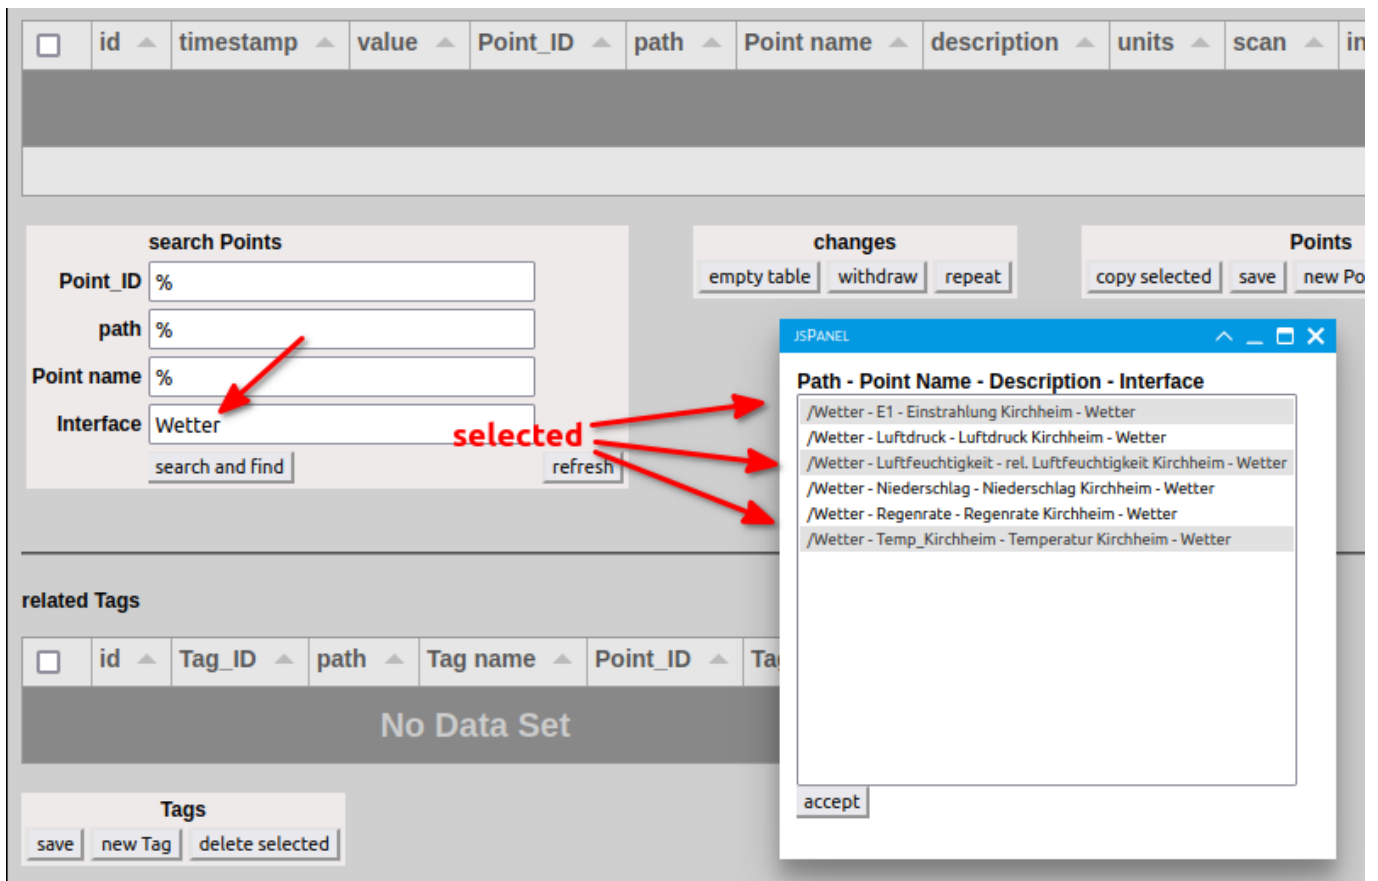 id timestamp value Point_ID path Point name description units scan in
search Points
Point_ID %
path %
Point name %
Interface Wetter
search and find refresh
changes
empty table withdraw repeat
Points
copy selected save new Po
selected
JSPANEL
Path - Point Name - Description - Interface
/Wetter - E1 - Einstrahlung Kirchheim - Wetter
/Wetter - Luftdruck - Luftdruck Kirchheim - Wetter
/Wetter - Luftfeuchtigkeit - rel. Luftfeuchtigkeit Kirchheim - Wetter
/Wetter - Niederschlag - Niederschlag Kirchheim - Wetter
/Wetter - Regenrate - Regenrate Kirchheim - Wetter
/Wetter - Temp_Kirchheim - Temperatur Kirchheim - Wetter
accept
related Tags
id Tag_ID path Tag name Point_ID Ta
No Data Set
Tags
save new Tag delete selected